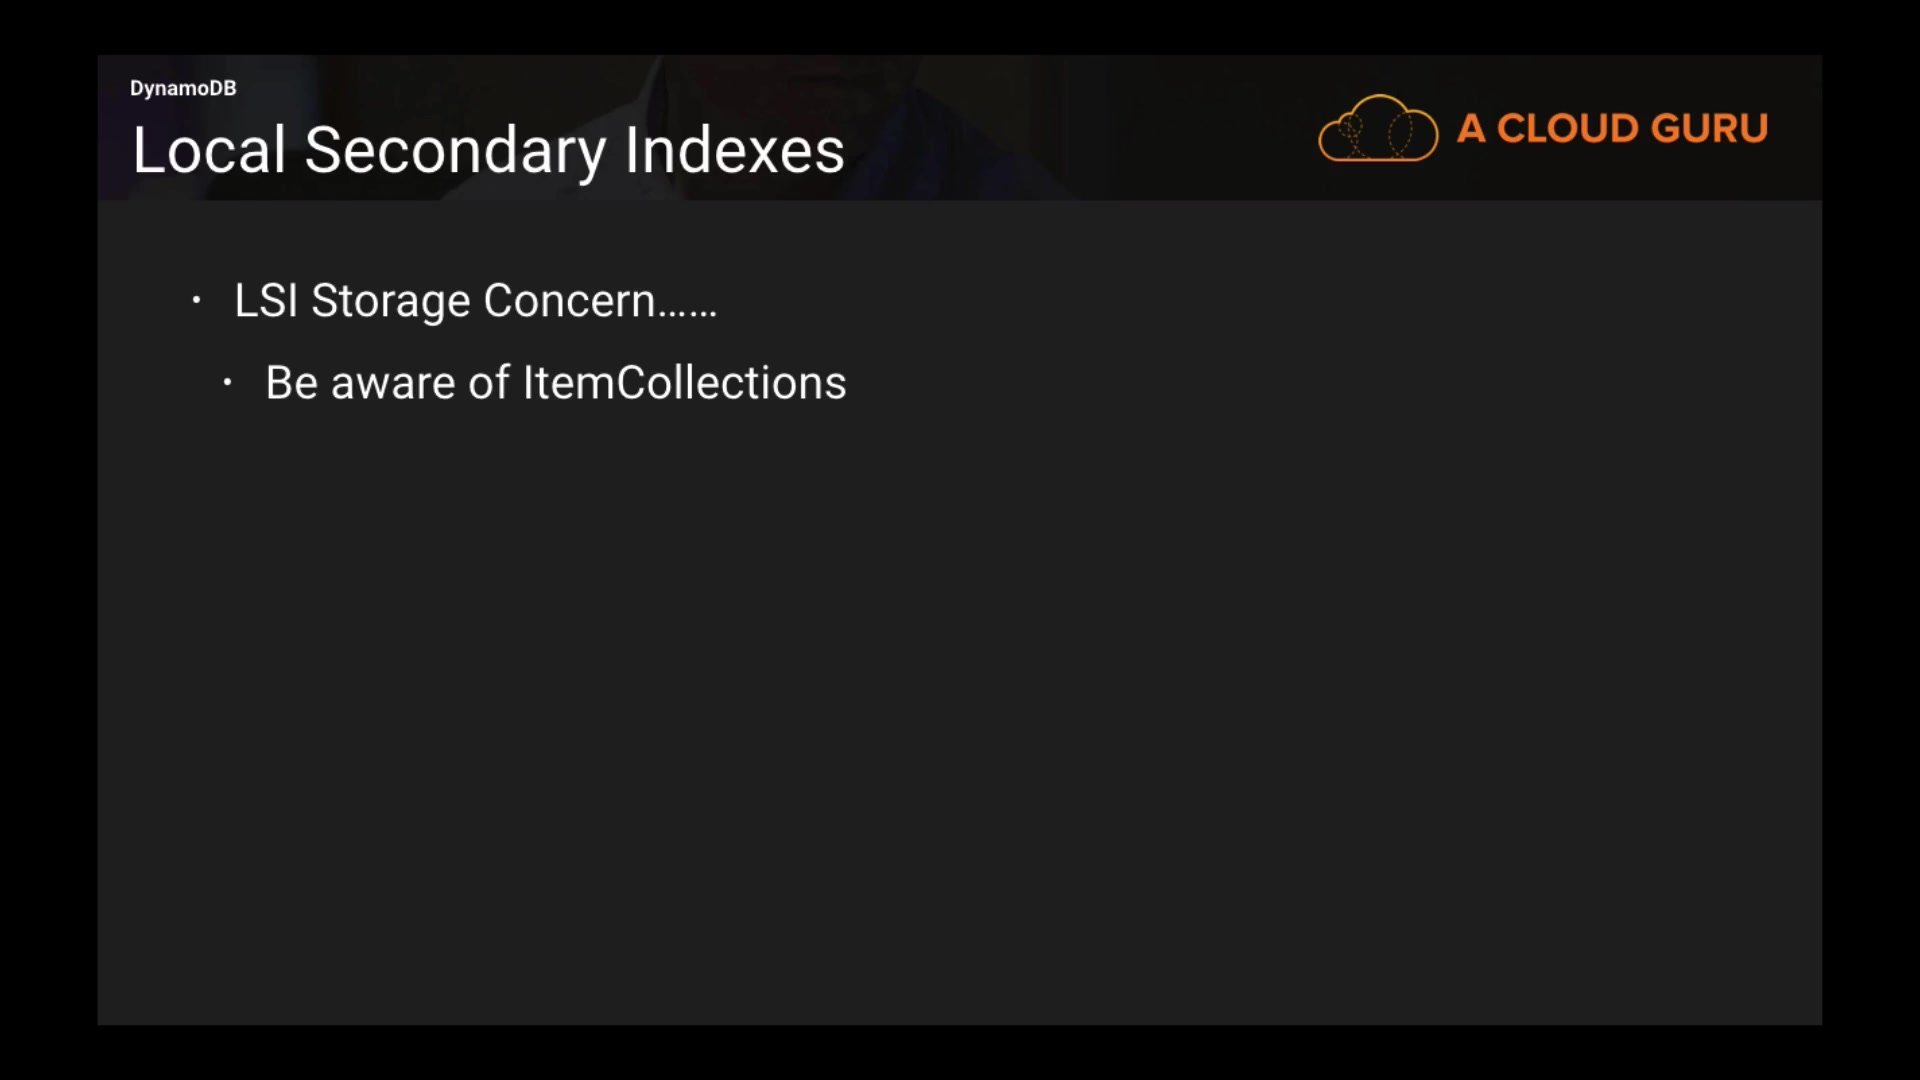 DynamoDB
Local Secondary Indexes
A CLOUD GURU
· LSI Storage Concern......
· Be aware of ItemCollections